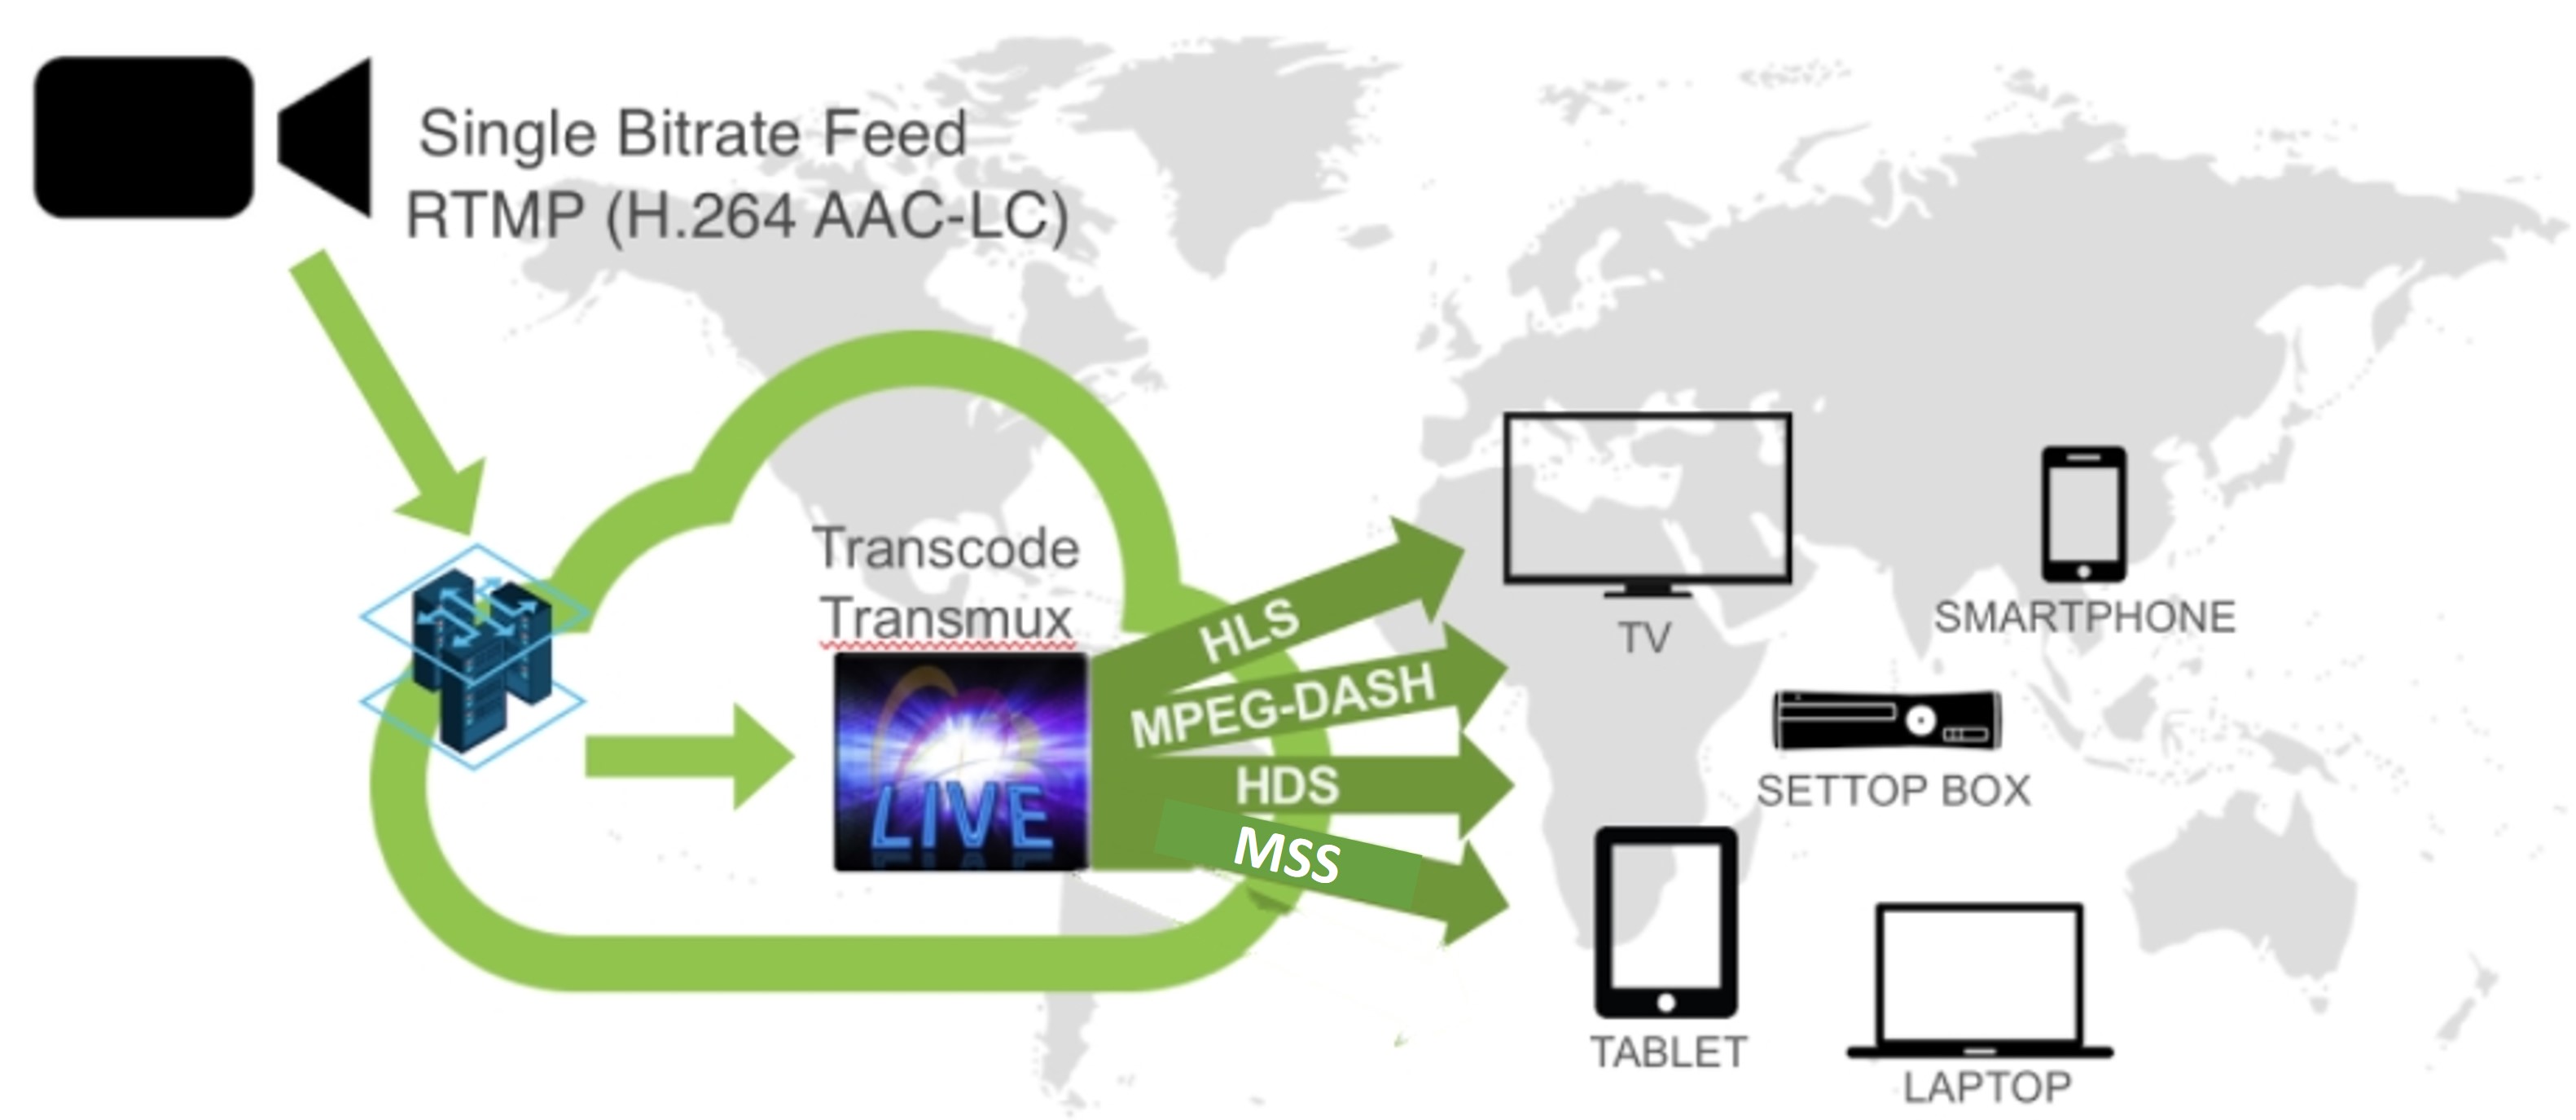 Single Bitrate Feed
RTMP (H.264 AAC-LC)
Transcode
Transmux
LIVE
HLS
MPEG-DASH
HDS
MSS
TV
SMARTPHONE
SETTOP BOX
TABLET
LAPTOP